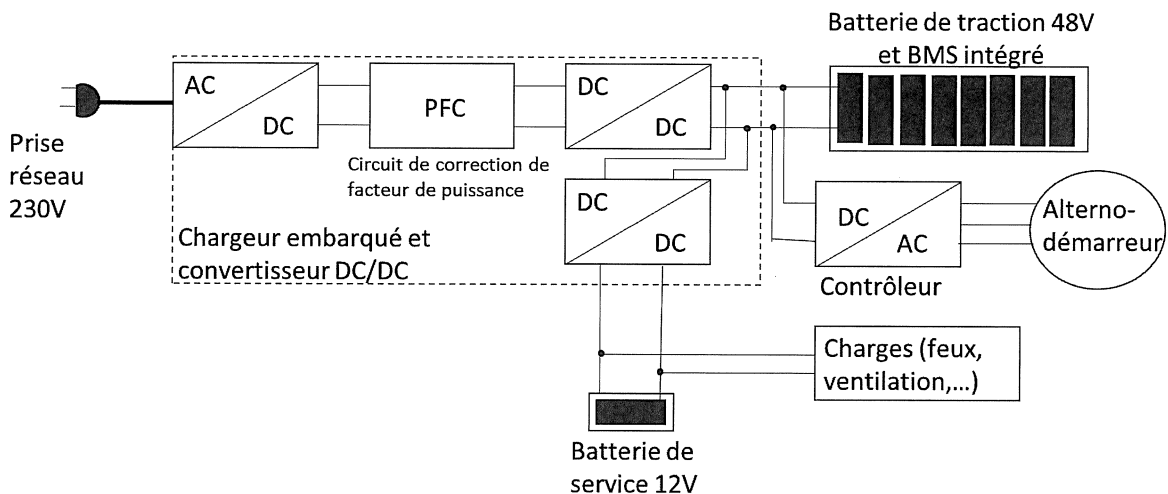 Batterie de traction 48V
et BMS intégré
AC
DC
PFC
DC
DC
Prise
réseau
230V
Circuit de correction de
facteur de puissance
DC
DC
Chargeur embarqué et
convertisseur DC/DC
DC
AC
Contrôleur
Alterno-
démarreur
Charges (feux,
ventilation,...)
Batterie de
service 12V